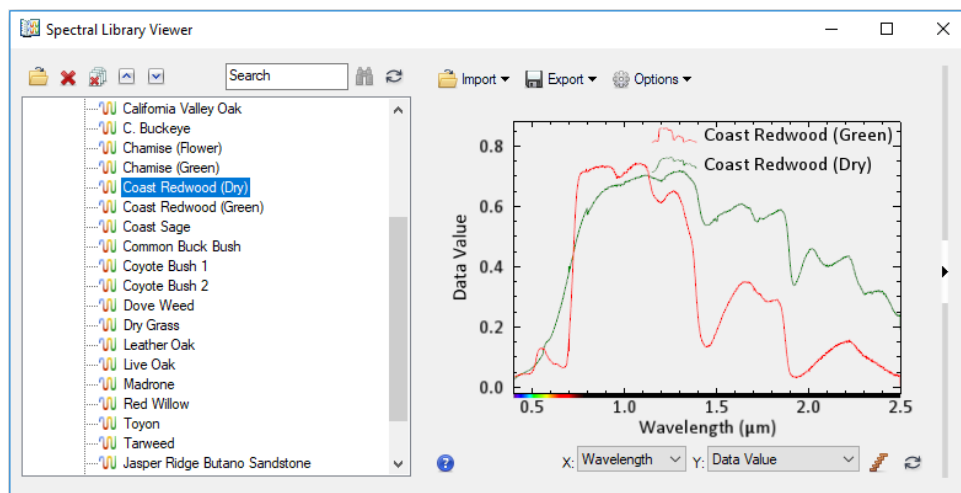 Spectral Library Viewer
Search
Import
Export
Options
California Valley Oak
C. Buckeye
Chamise (Flower)
Chamise (Green)
Coast Redwood (Dry)
Coast Redwood (Green)
Coast Sage
Common Buck Bush
Coyote Bush 1
Coyote Bush 2
Dove Weed
Dry Grass
Leather Oak
Live Oak
Madrone
Red Willow
Toyon
Tarweed
Jasper Ridge Butano Sandstone
Coast Redwood (Green)
Coast Redwood (Dry)
Data Value
0.8
0.6
0.4
0.2
0.0
0.5 1.0 1.5 2.0 2.5
Wavelength (µm)
? X: Wavelength Y: Data Value